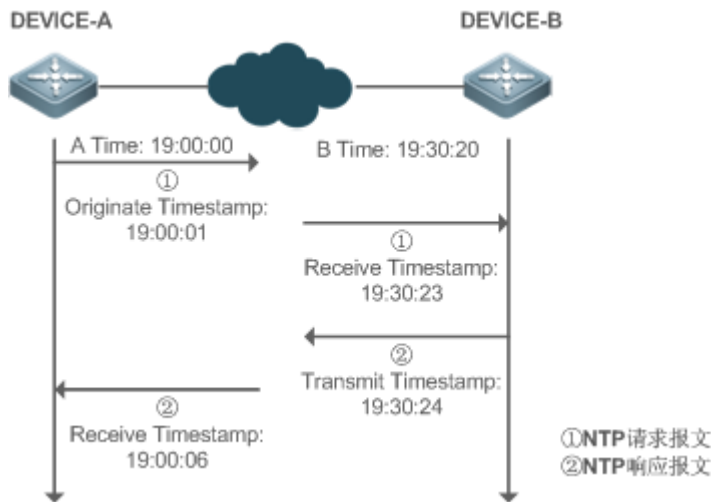 DEVICE-A
DEVICE-B
A Time: 19:00:00
B Time: 19:30:20
①
Originate Timestamp:
19:00:01
①
Receive Timestamp:
19:30:23
②
Transmit Timestamp:
19:30:24
②
Receive Timestamp:
19:00:06
①NTP请求报文
②NTP响应报文